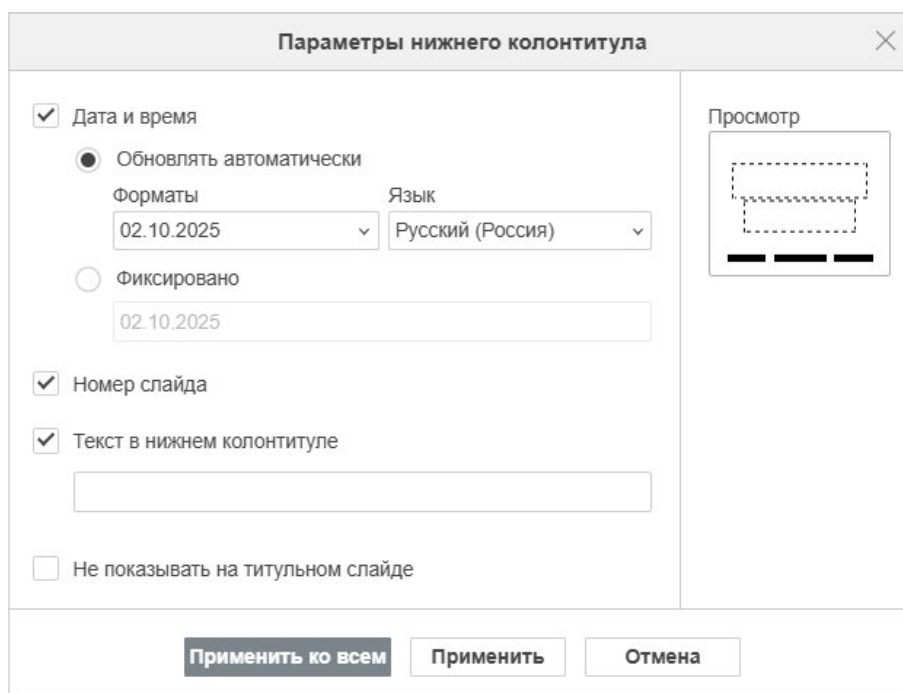 Параметры нижнего колонтитула
Дата и время
Обновлять автоматически
Форматы Язык
02.10.2025 Русский (Россия)
Фиксировано
02.10.2025
Номер слайда
Текст в нижнем колонтитуле
Не показывать на титульном слайде
Просмотр
Применить ко всем Применить Отмена